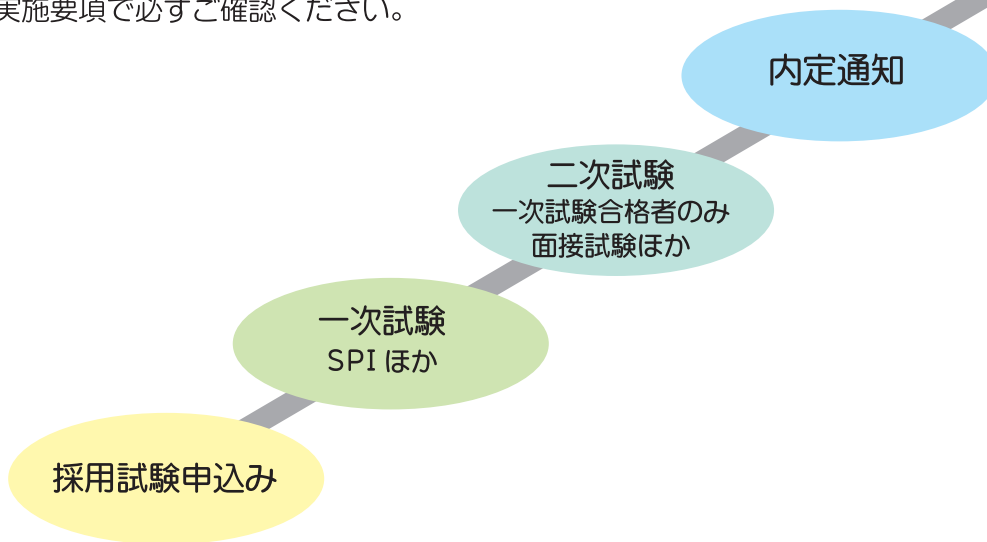 実施要項で必ずご確認ください。
内定通知
二次試験
一次試験合格者のみ
面接試験ほか
一次試験
SPI ほか
採用試験申込み